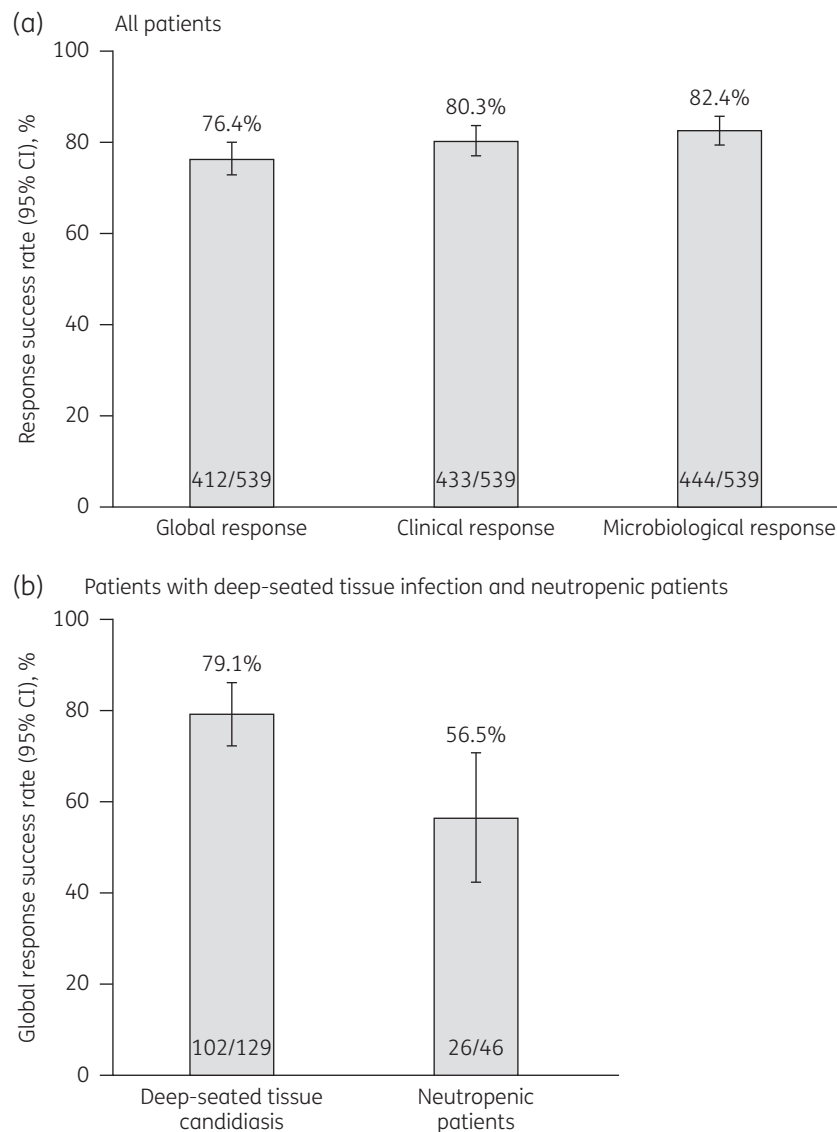 (a) All patients
Response success rate (95% CI), %
100
80
60
40
20
0
76.4%
80.3%
82.4%
412/539
433/539
444/539
Global response
Clinical response
Microbiological response
(b) Patients with deep-seated tissue infection and neutropenic patients
Global response success rate (95% CI), %
100
80
60
40
20
0
79.1%
56.5%
102/129
26/46
Deep-seated tissue
candidiasis
Neutropenic
patients